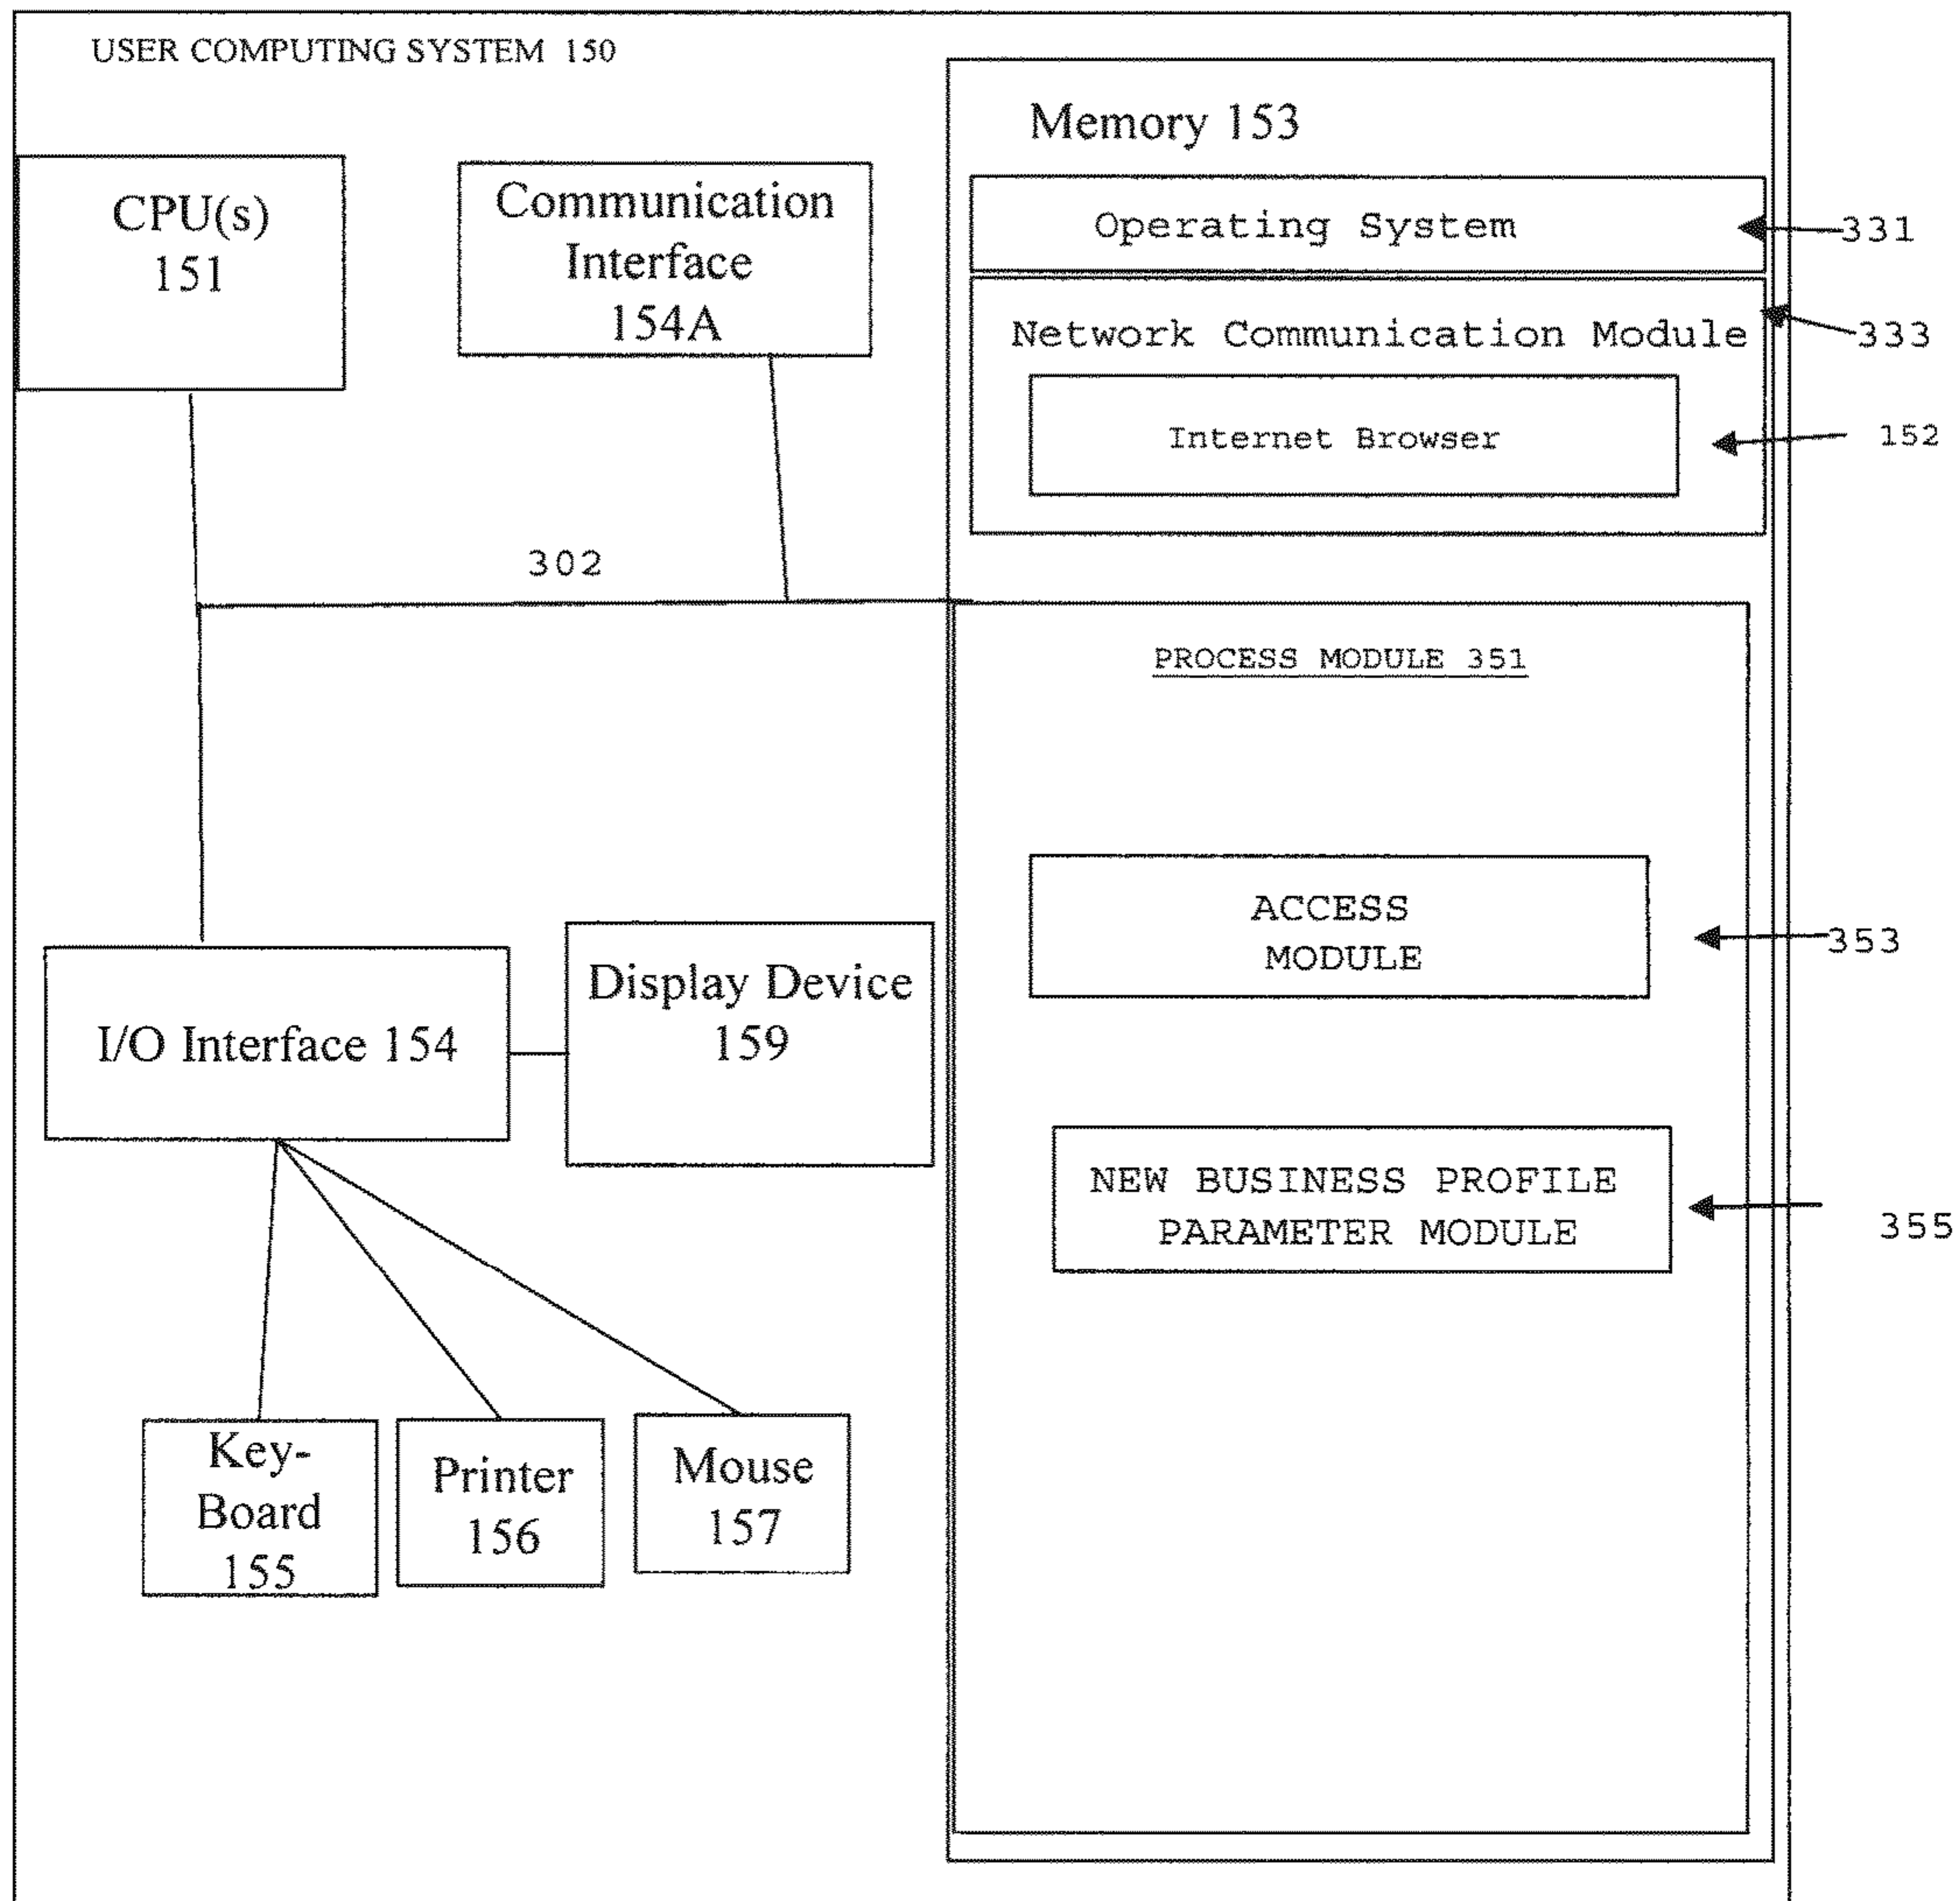 USER COMPUTING SYSTEM 150
CPU(s)
151
Communication
Interface
154A
Memory 153
Operating System
331
Network Communication Module
333
Internet Browser
152
302
PROCESS MODULE 351
ACCESS
MODULE
353
I/O Interface 154
Display Device
159
NEW BUSINESS PROFILE
PARAMETER MODULE
355
Key-
Board
155
Printer
156
Mouse
157